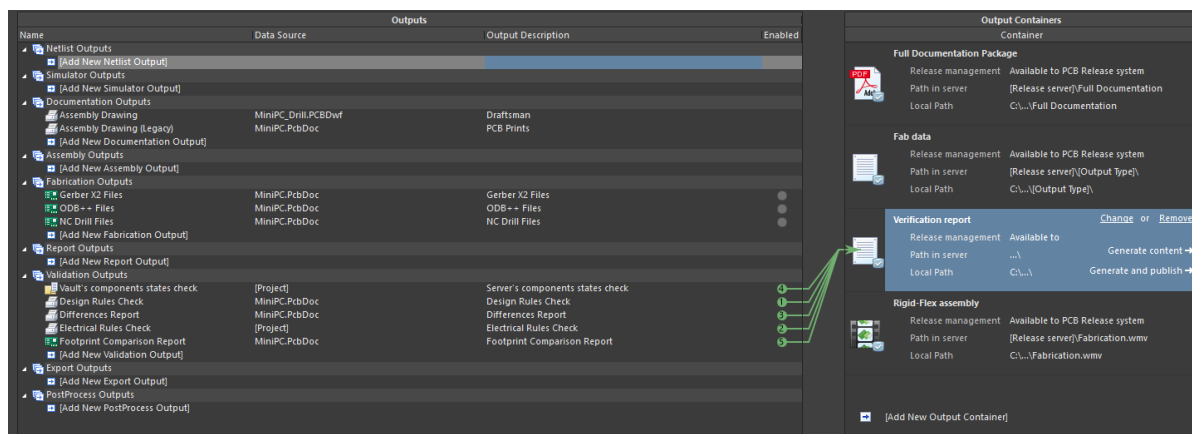 Outputs
Name Data Source Output Description Enabled
Netlist Outputs
[Add New Netlist Output]
Simulator Outputs
[Add New Simulator Output]
Documentation Outputs
Assembly Drawing MiniPC_Drill.PCBDwf Draftsman
Assembly Drawing (Legacy) MiniPC.PcbDoc PCB Prints
[Add New Documentation Output]
Assembly Outputs
[Add New Assembly Output]
Fabrication Outputs
Gerber X2 Files MiniPC.PcbDoc Gerber X2 Files
ODB++ Files MiniPC.PcbDoc ODB++ Files
NC Drill Files MiniPC.PcbDoc NC Drill Files
[Add New Fabrication Output]
Report Outputs
[Add New Report Output]
Validation Outputs
Vault's components states check [Project] Server's components states check 4
Design Rules Check MiniPC.PcbDoc Design Rules Check 1
Differences Report MiniPC.PcbDoc Differences Report 3
Electrical Rules Check [Project] Electrical Rules Check 2
Footprint Comparison Report MiniPC.PcbDoc Footprint Comparison Report 5
[Add New Validation Output]
Export Outputs
[Add New Export Output]
PostProcess Outputs
[Add New PostProcess Output]
Output Containers
Container
Full Documentation Package
PDF
Adobe
Release management Available to PCB Release system
Path in server [Release server]\Full Documentation
Local Path C:\...\Full Documentation
Fab data
Release management Available to PCB Release system
Path in server [Release server]\[Output Type]\
Local Path C:\...\[Output Type]\
Verification report Change or Remove
Release management Available to
Path in server ...\ Generate content
Local Path C:\...\ Generate and publish
Rigid-Flex assembly
Release management Available to PCB Release system
Path in server [Release server]\Fabrication.wmv
Local Path C:\...\Fabrication.wmv
[Add New Output Container]